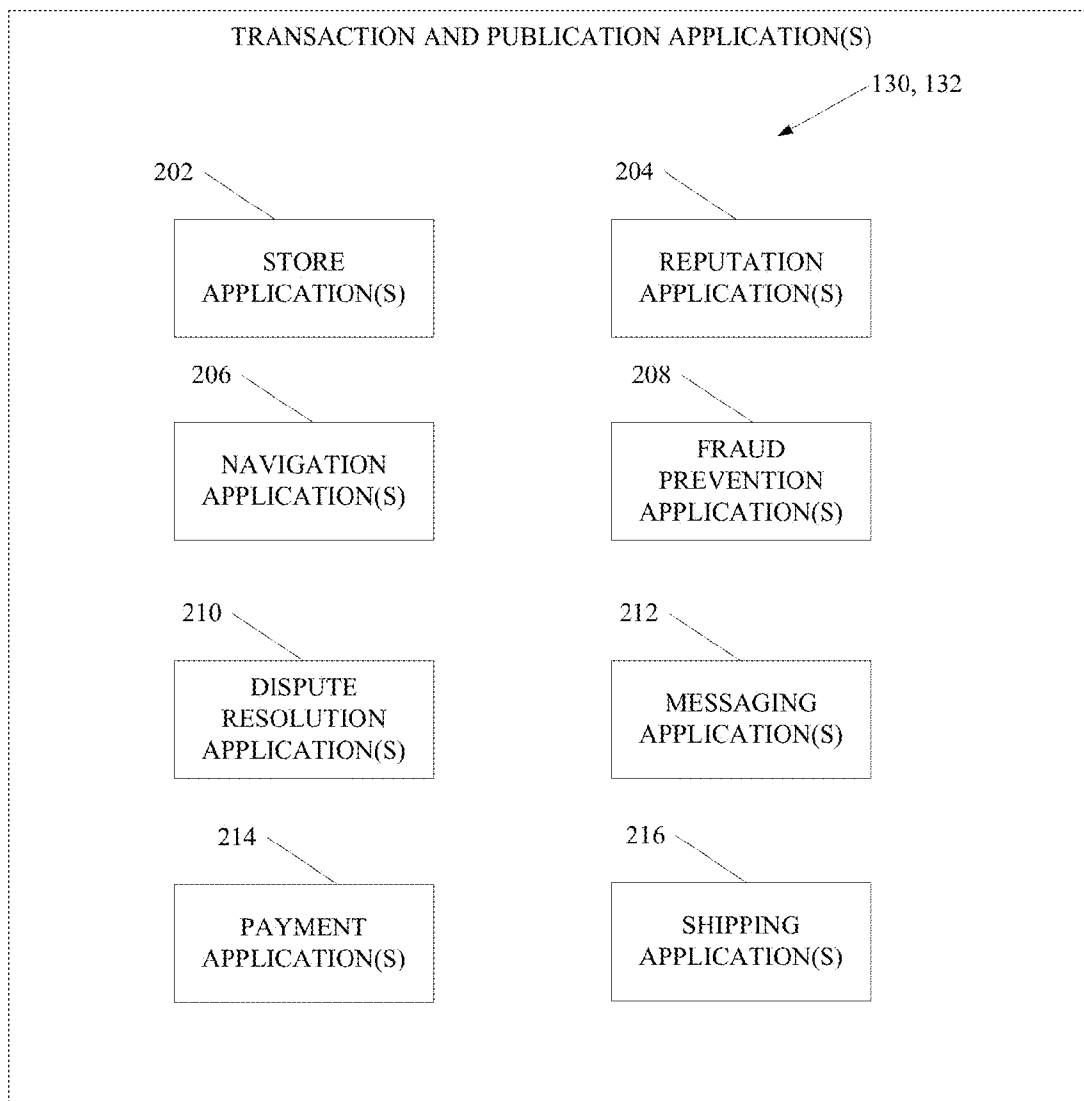 TRANSACTION AND PUBLICATION APPLICATION(S)
130, 132
202
204
STORE
APPLICATION(S)
REPUTATION
APPLICATION(S)
206
208
NAVIGATION
APPLICATION(S)
FRAUD
PREVENTION
APPLICATION(S)
210
212
DISPUTE
RESOLUTION
APPLICATION(S)
MESSAGING
APPLICATION(S)
214
216
PAYMENT
APPLICATION(S)
SHIPPING
APPLICATION(S)